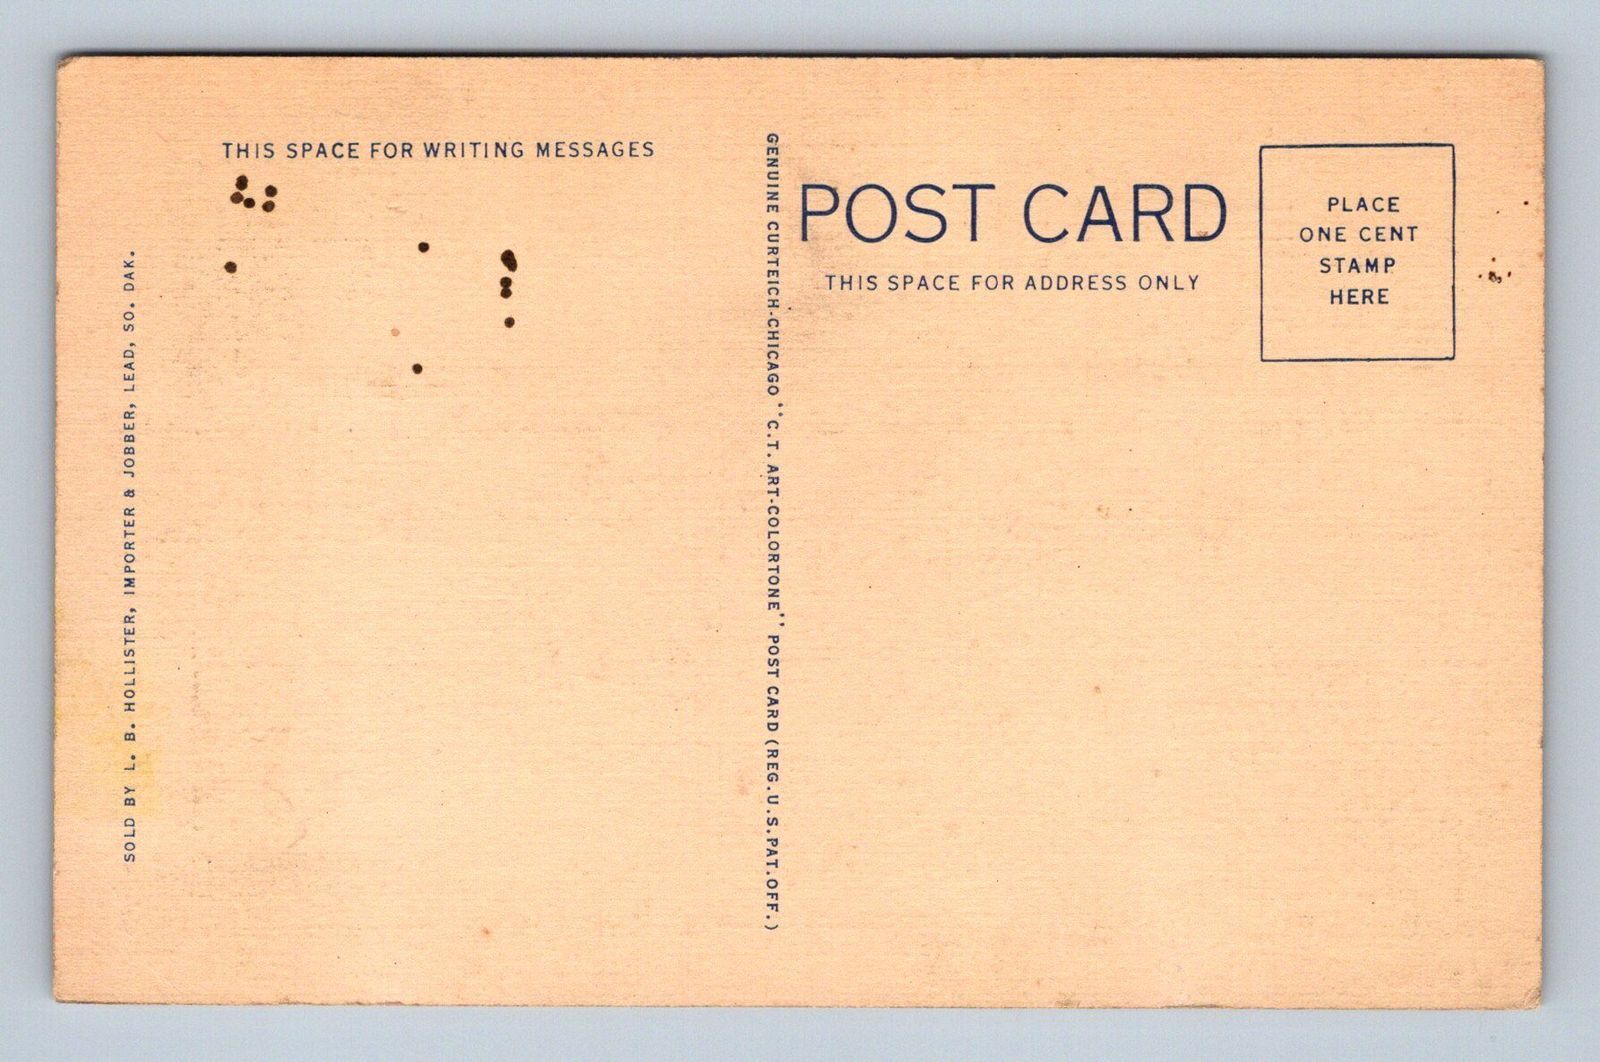 THIS SPACE FOR WRITING MESSAGES
SOLD BY L. B. HOLLISTER, IMPORTER & JOBBER, LEAD, SO. DAK.
GENUINE CURTEICH-CHICAGO "C.T. ART-COLORTONE" POST CARD (REG. U.S. PAT. OFF.)
POST CARD
THIS SPACE FOR ADDRESS ONLY
PLACE
ONE CENT
STAMP
HERE